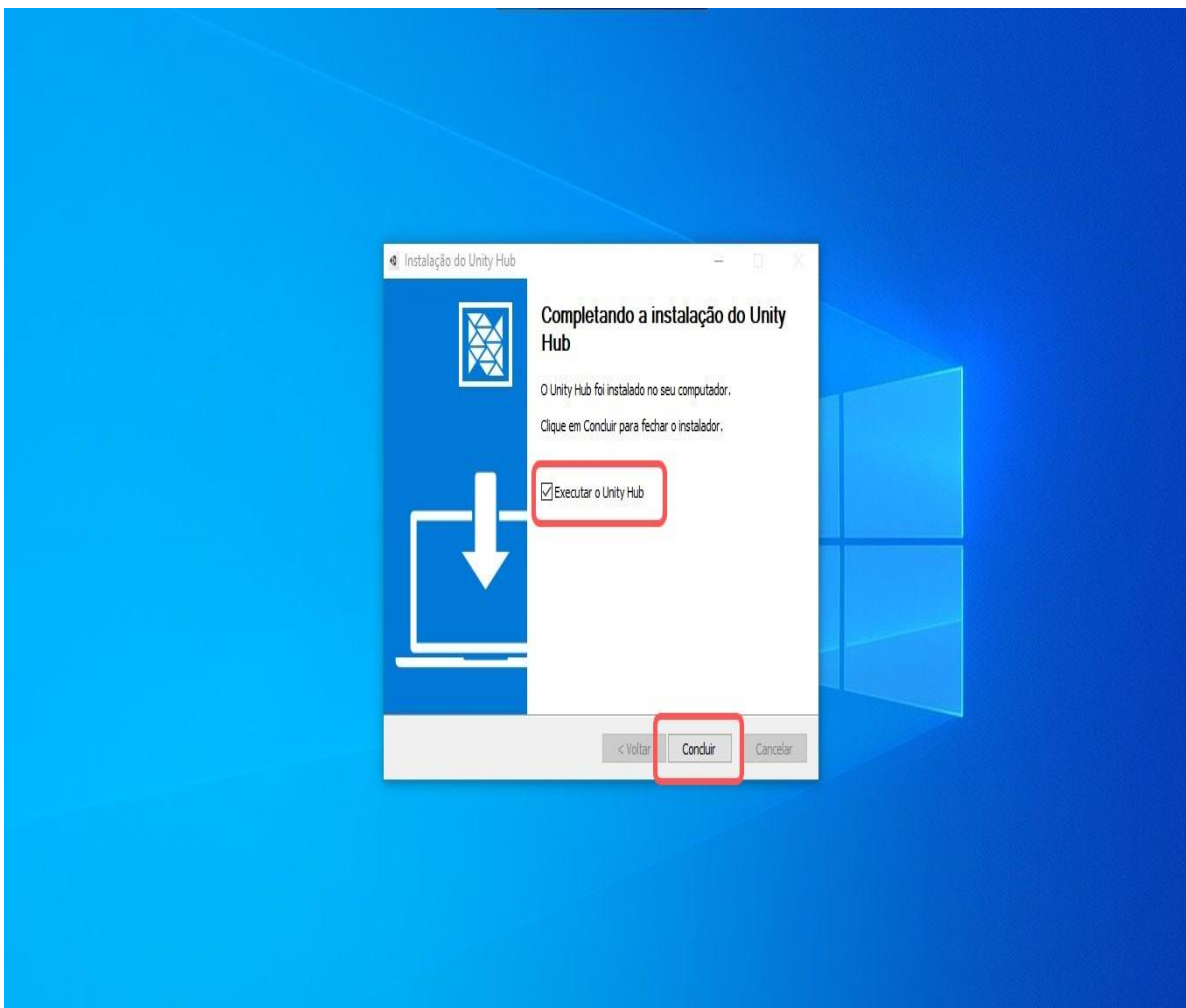 Instalação do Unity Hub
Completando a instalação do Unity
Hub
O Unity Hub foi instalado no seu computador.
Clique em Concluir para fechar o instalador.
Executar o Unity Hub
< Voltar
Concluir
Cancelar